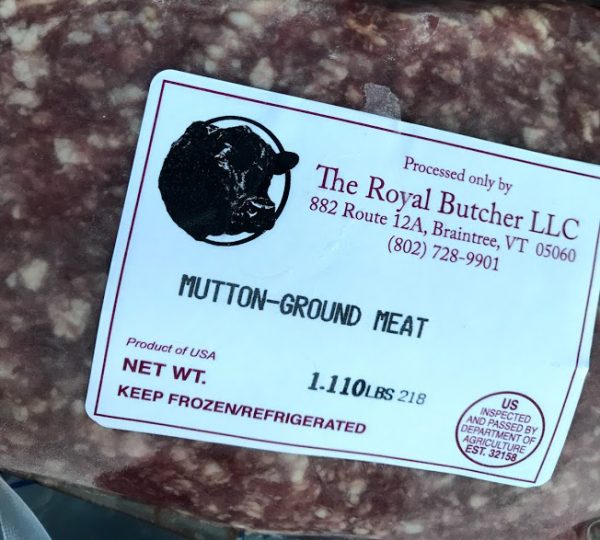 Processed only by
The Royal Butcher LLC
882 Route 12A, Braintree, VT 05060
(802) 728-9901
MUTTON-GROUND MEAT
Product of USA
NET WT.
1.110LBS 218
KEEP FROZEN/REFRIGERATED
US
INSPECTED
AND PASSED BY
DEPARTMENT OF
AGRICULTURE
EST. 32158